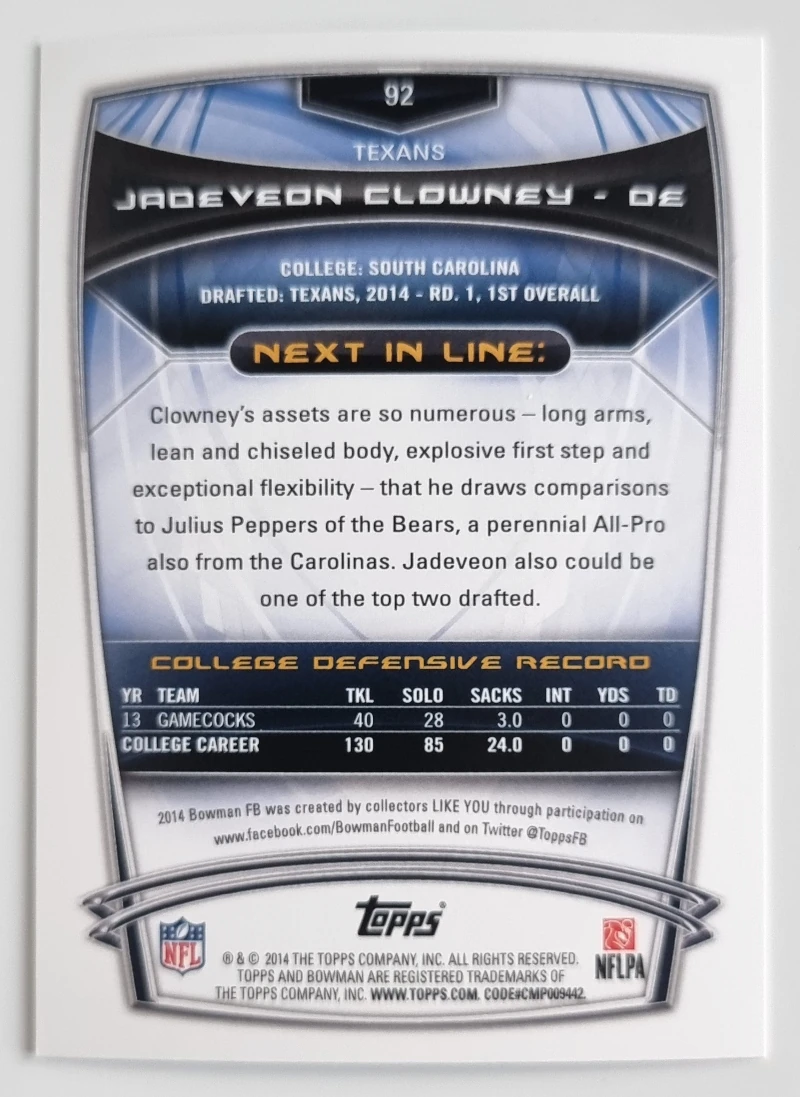 92
TEXANS
JADEVEON CLOWNEY - DE
COLLEGE: SOUTH CAROLINA
DRAFTED: TEXANS, 2014 - RD. 1, 1ST OVERALL
NEXT IN LINE:
Clowney's assets are so numerous – long arms,
lean and chiseled body, explosive first step and
exceptional flexibility – that he draws comparisons
to Julius Peppers of the Bears, a perennial All-Pro
also from the Carolinas. Jadeveon also could be
one of the top two drafted.
COLLEGE DEFENSIVE RECORD
YR TEAM TKL SOLO SACKS INT YDS TD
13 GAMECOCKS 40 28 3.0 0 0 0
COLLEGE CAREER 130 85 24.0 0 0 0
2014 Bowman FB was created by collectors LIKE YOU through participation on
www.facebook.com/BowmanFootball and on Twitter @ToppsFB
Topps®
NFL
NFLPA
® & © 2014 THE TOPPS COMPANY, INC. ALL RIGHTS RESERVED.
TOPPS AND BOWMAN ARE REGISTERED TRADEMARKS OF
THE TOPPS COMPANY, INC. WWW.TOPPS.COM. CODE#CMP009442.